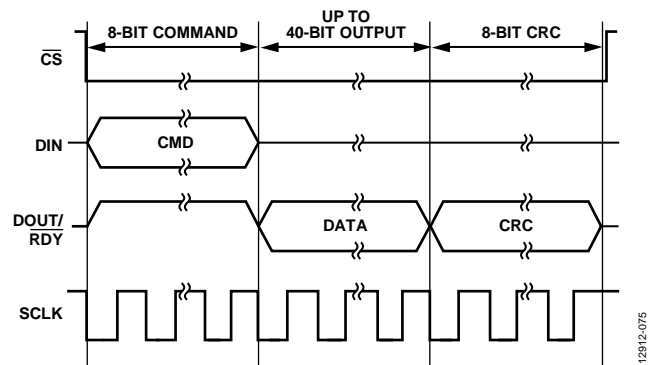 8-BIT COMMAND
UP TO
40-BIT OUTPUT
8-BIT CRC
CS
DIN
CMD
DOUT/
RDY
DATA
CRC
SCLK
12912-075